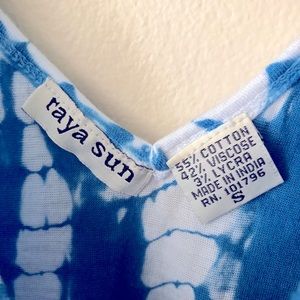 raya sun
55% COTTON
42% VISCOSE
3% LYCRA
MADE IN INDIA
RN. 101796
S